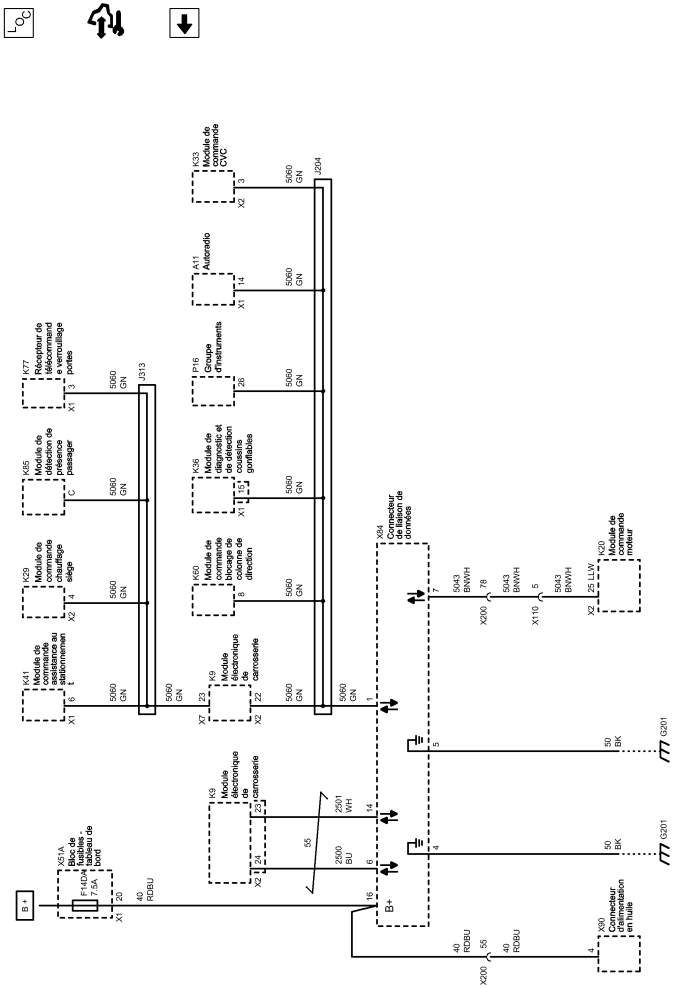 LOC
K33
Module de
commande
CVC
3
X2
5060
GN
J204
A11
Autoradio
14
X1
5060
GN
P16
Groupe
d'instruments
26
5060
GN
K36
Module de
diagnostic et
de détection
coussins
gonflables
15
X1
5060
GN
K60
Module de
commande
blocage de
colonne de
direction
8
5060
GN
K9
Module
électronique
de
carrosserie
23
X7
22
X2
5060
GN
5060
GN
5060
GN
K77
Récepteur de
télécommand
e verrouillage
portes
3
X1
5060
GN
J313
K85
Module de
détection de
présence
passager
C
5060
GN
K29
Module de
commande
chauffage
siège
4
X2
5060
GN
K41
Module de
commande
assistance au
stationnemen
t
6
X1
5060
GN
X84
Connecteur
de liaison de
données
1
7
5043
BNWH
78
X200
5043
BNWH
5
X110
5043
BNWH
25 LLW
X2
K20
Module de
commande
moteur
5
50
BK
G201
4
50
BK
G201
K9
Module
électronique
de
carrosserie
23
24
X2
55
2501
WH
14
2500
BU
6
B +
X51A
Bloc de
fusibles -
tableau de
bord
F14DA
7.5A
20
X1
40
RDBU
16
B+
40
RDBU
55
X200
40
RDBU
4
X90
Connecteur
d'alimentation
en huile